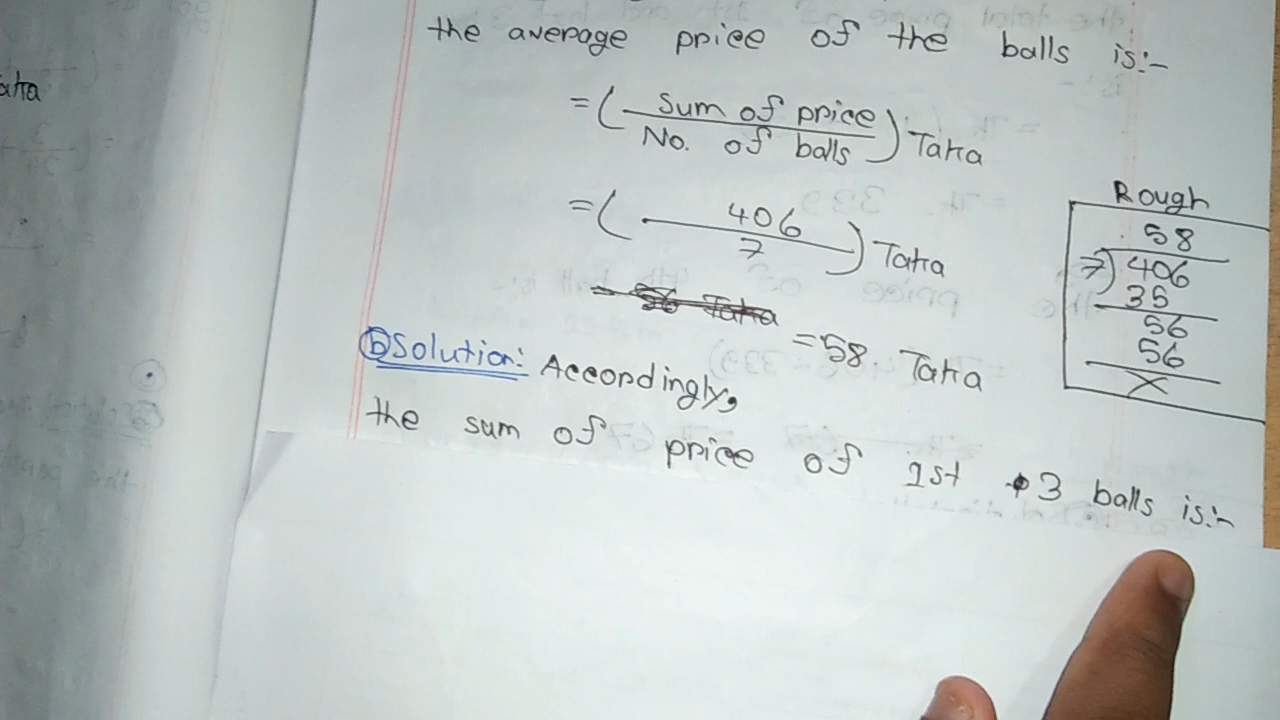 the average price of the balls is:-
=(Sum of price
No. of balls) Taka
=(406
7) Taka
= 58 Taka
Rough
58
7)406
35
56
56
×
ⓑ Solution: Accordingly,
the sum of price of 1st 3 balls is:-